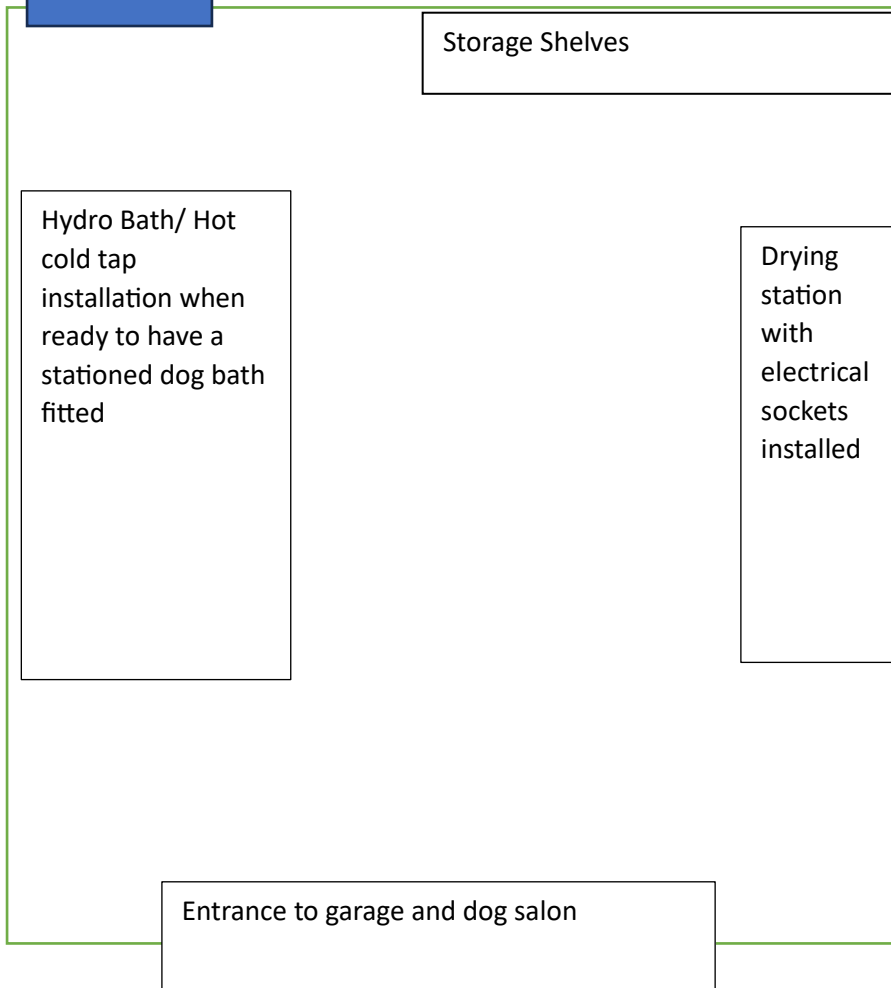 Storage Shelves
Hydro Bath/ Hot
cold tap
installation when
ready to have a
stationed dog bath
fitted
Drying
station
with
electrical
sockets
installed
Entrance to garage and dog salon